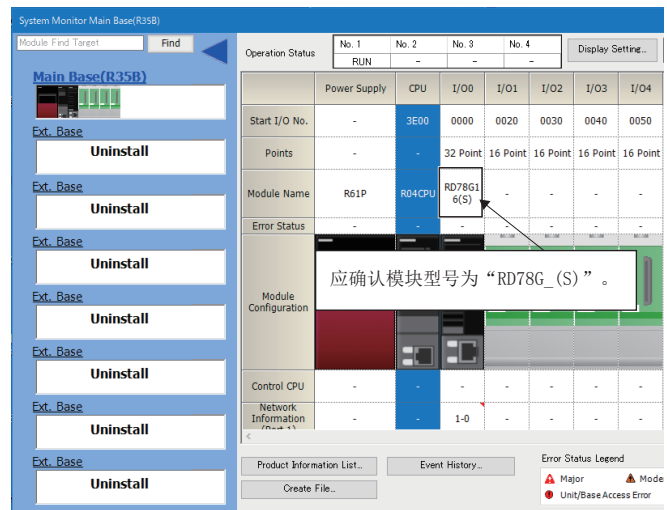 System Monitor Main Base(R35B)
Module Find Target
Find
Main Base(R35B)
Ext. Base
Uninstall
Ext. Base
Uninstall
Ext. Base
Uninstall
Ext. Base
Uninstall
Ext. Base
Uninstall
Ext. Base
Uninstall
Ext. Base
Uninstall
Operation Status
No. 1 No. 2 No. 3 No. 4
RUN - - -
Display Setting...
Power Supply CPU I/O0 I/O1 I/O2 I/O3 I/O4
Start I/O No. - 3E00 0000 0020 0030 0040 0050
Points - - 32 Point 16 Point 16 Point 16 Point 16 Point
Module Name R61P R04CPU RD78G1 - - - -
6(S)
Error Status - - - - - - -
应确认模块型号为“RD78G_(S)”。
Module
Configuration
Control CPU - - - - - - -
Network
Information - - 1-0 - - - -
(Port 1)
Product Information List...
Event History...
Create File...
Error Status Legend
Major
Mode
Unit/Base Access Error